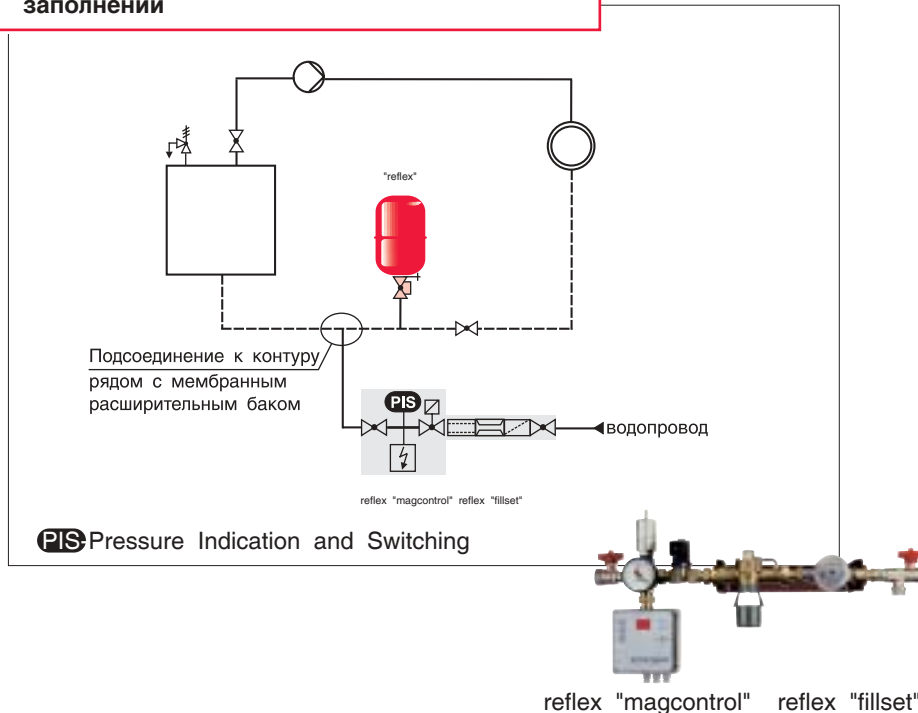 заполнении
"reflex"
Подсоединение к контуру
рядом с мембранным
расширительным баком
PIS
водопровод
reflex "magcontrol" reflex "fillset"
PIS Pressure Indication and Switching
reflex "magcontrol" reflex "fillset"